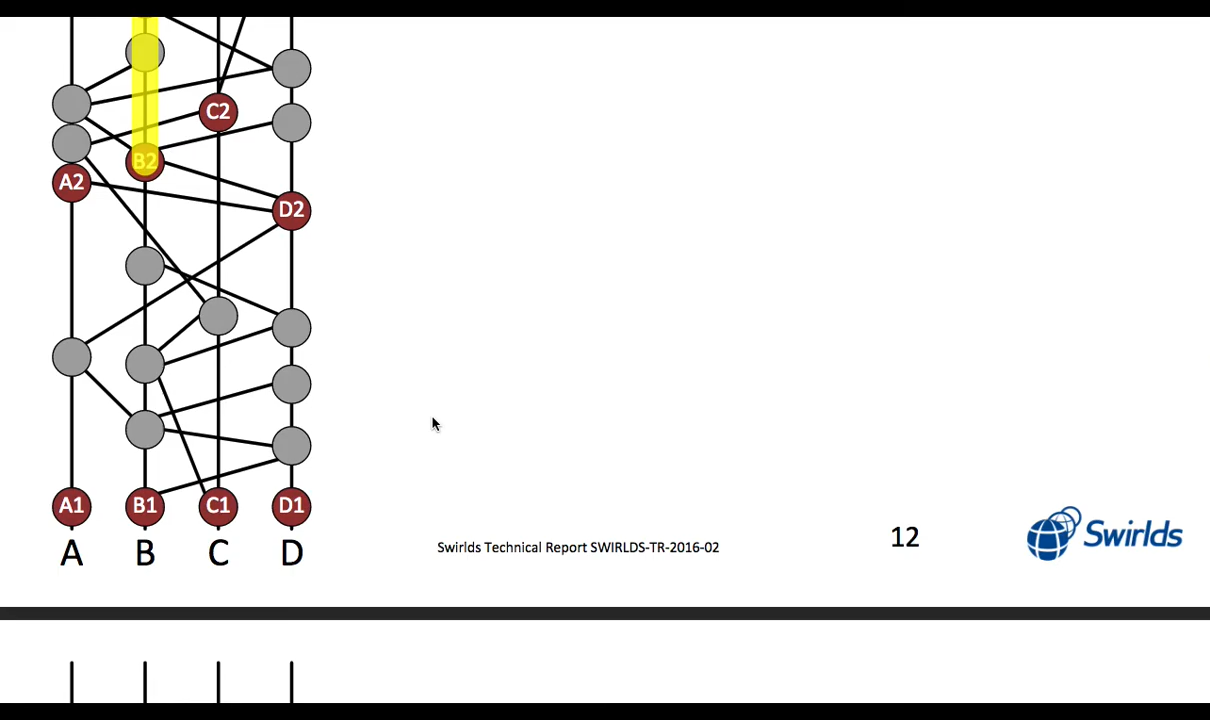 C2
B2
A2
D2
A1 B1 C1 D1
A B C D
Swirlds Technical Report SWIRLDS-TR-2016-02
12
Swirlds